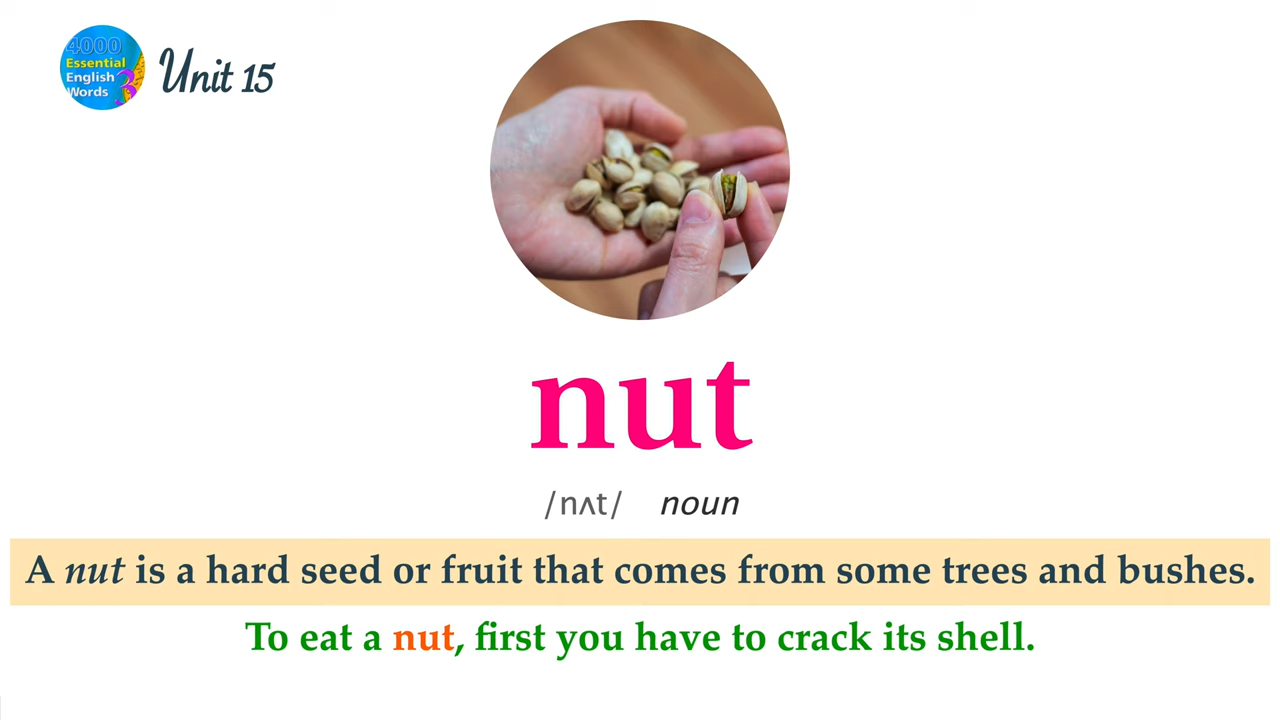 4000
Essential
English
Words 3
Unit 15
nut
/nʌt/ noun
A nut is a hard seed or fruit that comes from some trees and bushes.
To eat a nut, first you have to crack its shell.